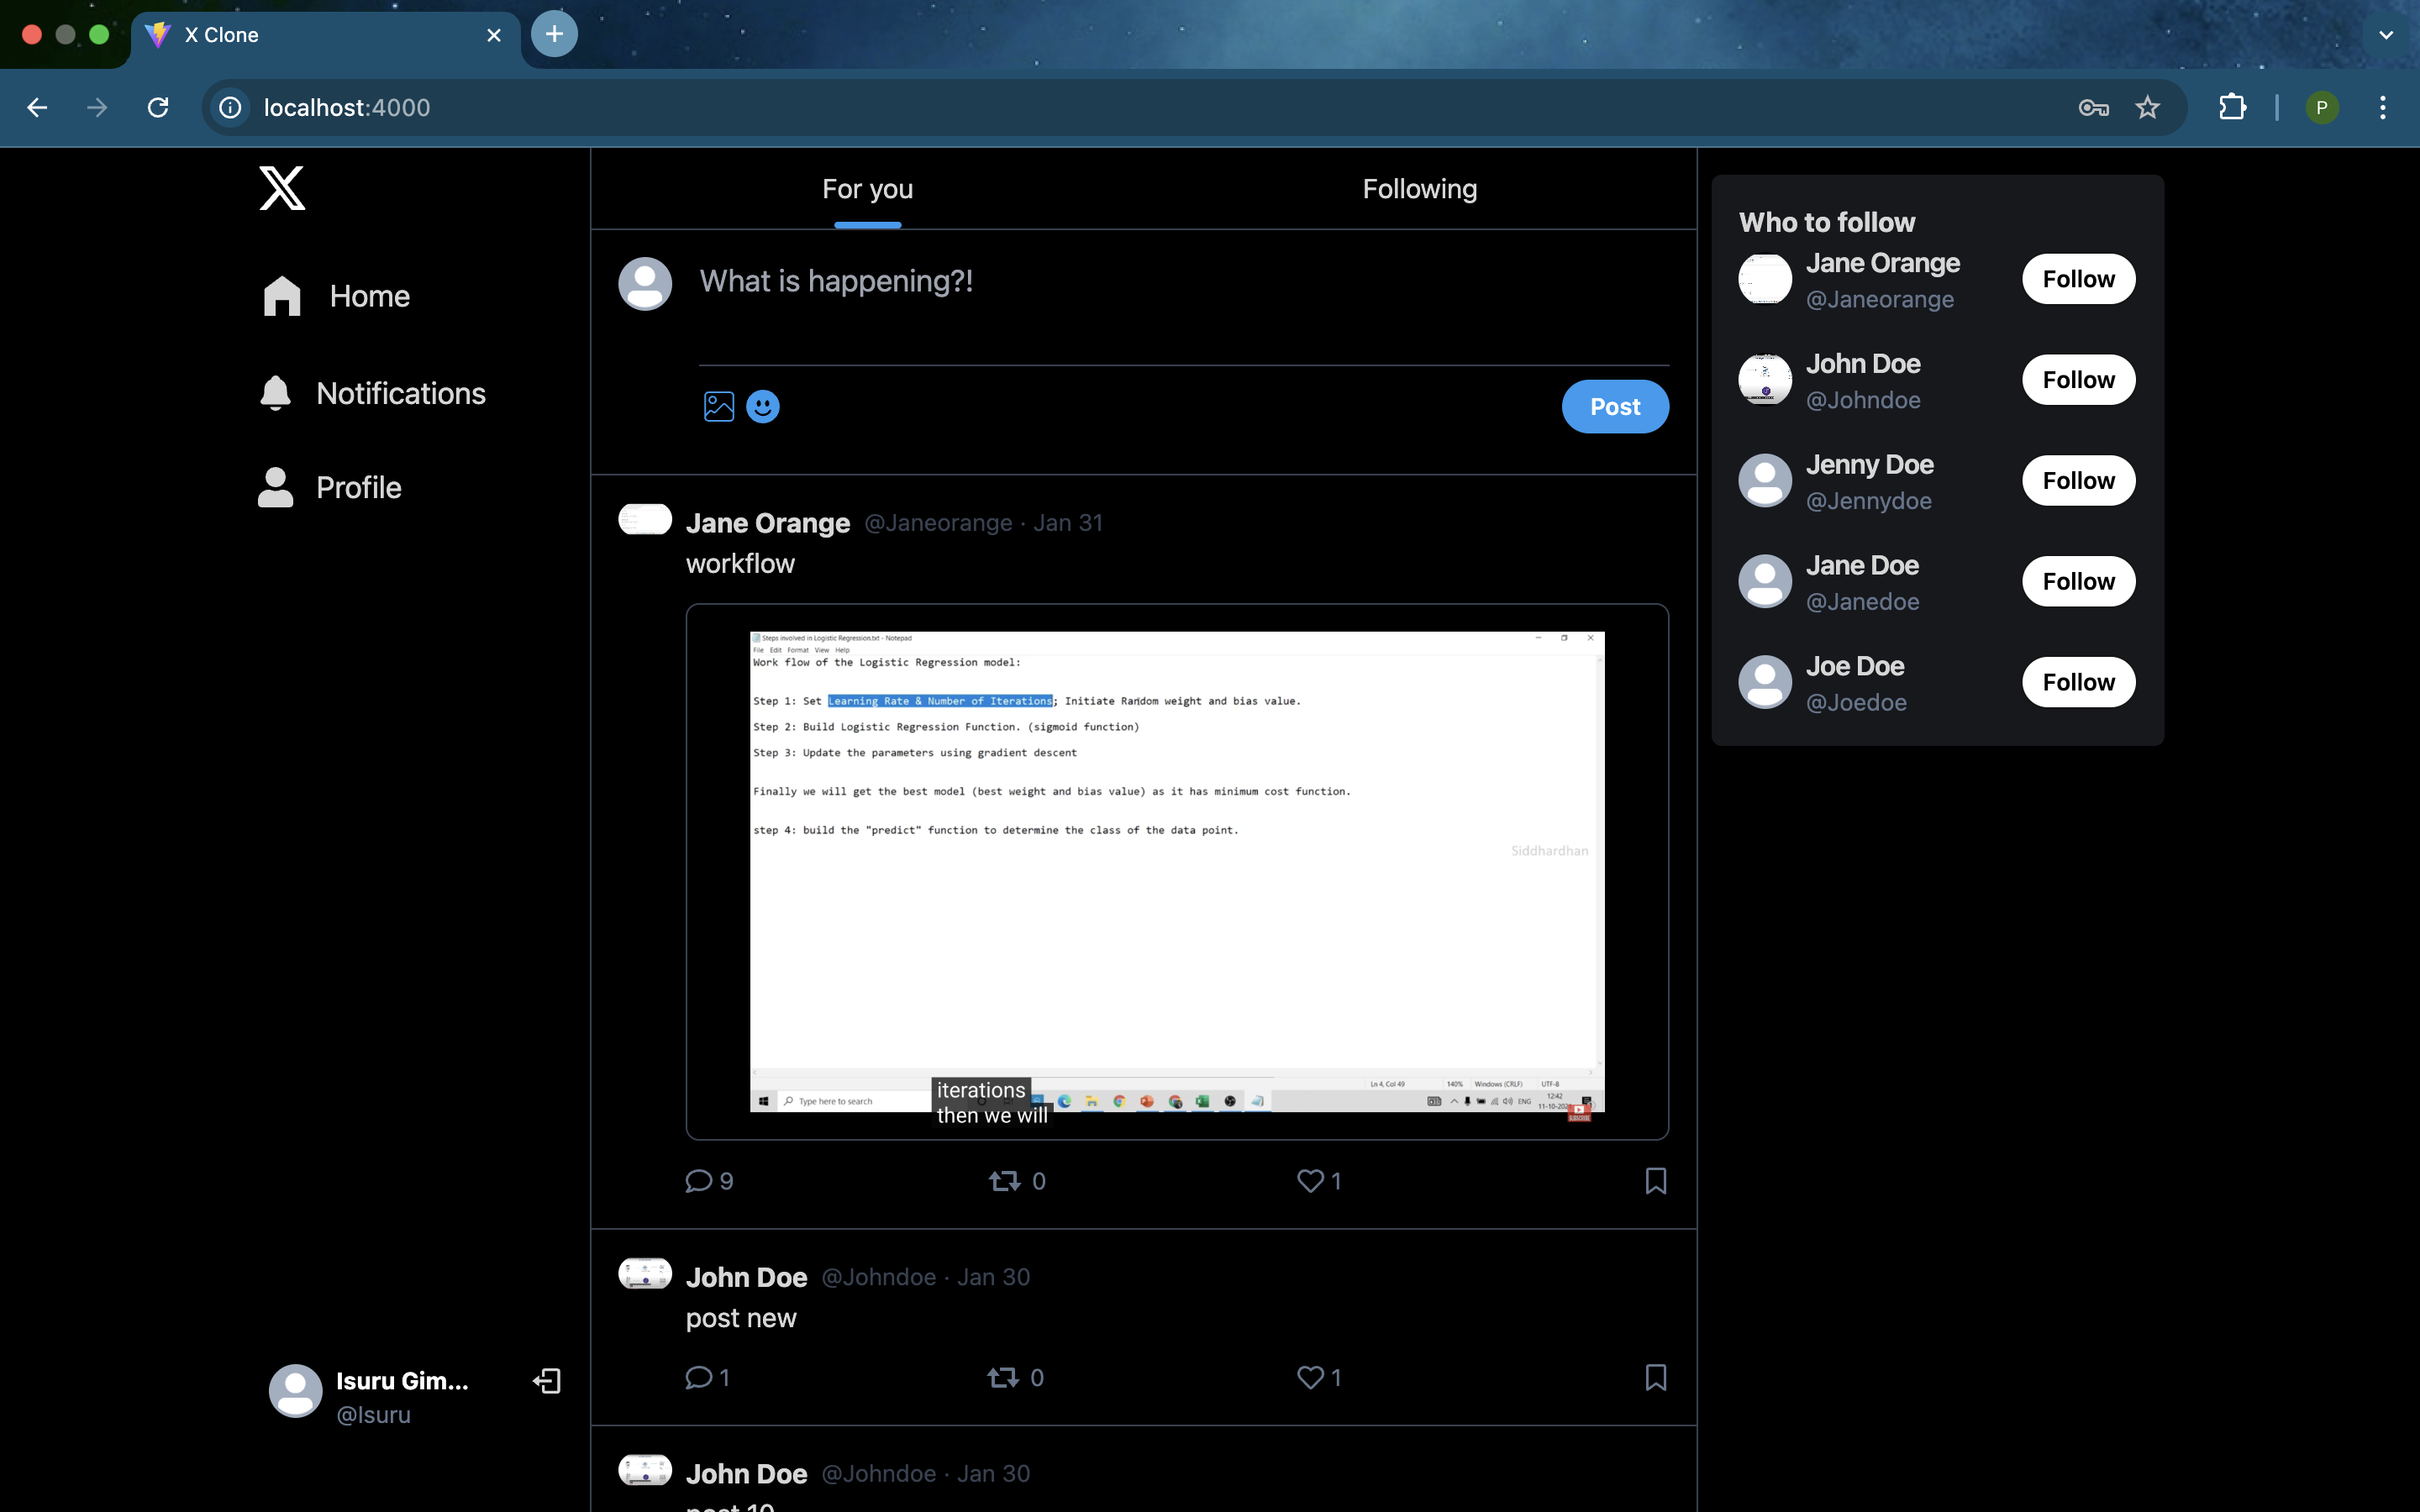 X Clone
localhost:4000
P
Home
Notifications
Profile
Isuru Gim...
@Isuru
For you
Following
What is happening?!
Post
Jane Orange @Janeorange · Jan 31
workflow
Steps involved in Logistic Regression.txt - Notepad
File Edit Format View Help
Work flow of the Logistic Regression model:
Step 1: Set Learning Rate & Number of Iterations; Initiate Random weight and bias value.
Step 2: Build Logistic Regression Function. (sigmoid function)
Step 3: Update the parameters using gradient descent
Finally we will get the best model (best weight and bias value) as it has minimum cost function.
step 4: build the "predict" function to determine the class of the data point.
Siddhardhan
Ln 4, Col 49 140% Windows (CRLF) UTF-8
Type here to search
ENG
12:42
iterations
then we will
9 0 1
John Doe @Johndoe · Jan 30
post new
1 0 1
John Doe @Johndoe · Jan 30
post 10
Who to follow
Jane Orange
@Janeorange
Follow
John Doe
@Johndoe
Follow
Jenny Doe
@Jennydoe
Follow
Jane Doe
@Janedoe
Follow
Joe Doe
@Joedoe
Follow